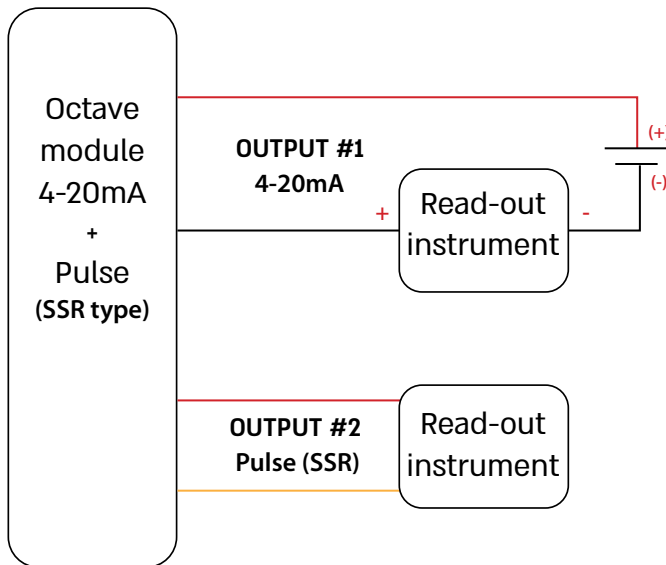 Octave
module
4-20mA
+
Pulse
(SSR type)
OUTPUT #1
4-20mA
+
Read-out
instrument
-
(+)
(-)
OUTPUT #2
Pulse (SSR)
Read-out
instrument